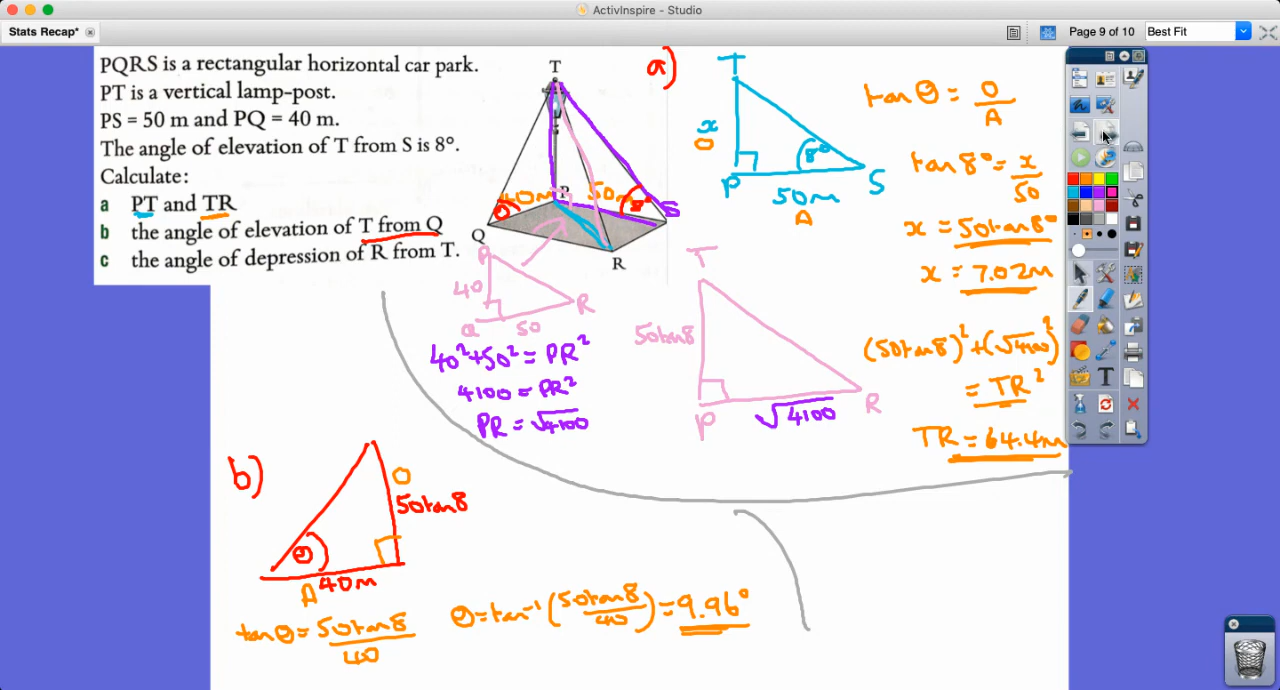 ActivInspire - Studio
Stats Recap*
Page 9 of 10
Best Fit
PQRS is a rectangular horizontal car park.
PT is a vertical lamp-post.
PS = 50 m and PQ = 40 m.
The angle of elevation of T from S is 8°.
Calculate:
a PT and TR
b the angle of elevation of T from Q
c the angle of depression of R from T.
T
40m
50m
8°
S
Q
R
P
40
Q
50
R
40²+50² = PR²
4100 = PR²
PR = √4100
a)
T
x
O
8°
P
50m
S
A
tan θ = O/A
tan 8° = x/50
x = 50tan8°
x = 7.02m
T
50tan8
P
√4100
R
(50tan8)² + (√4100)²
= TR²
TR = 64.4m
b)
O
50tan8
θ
A
40m
tanθ = 50tan8/40
θ = tan⁻¹(50tan8/40) = 9.96°
T